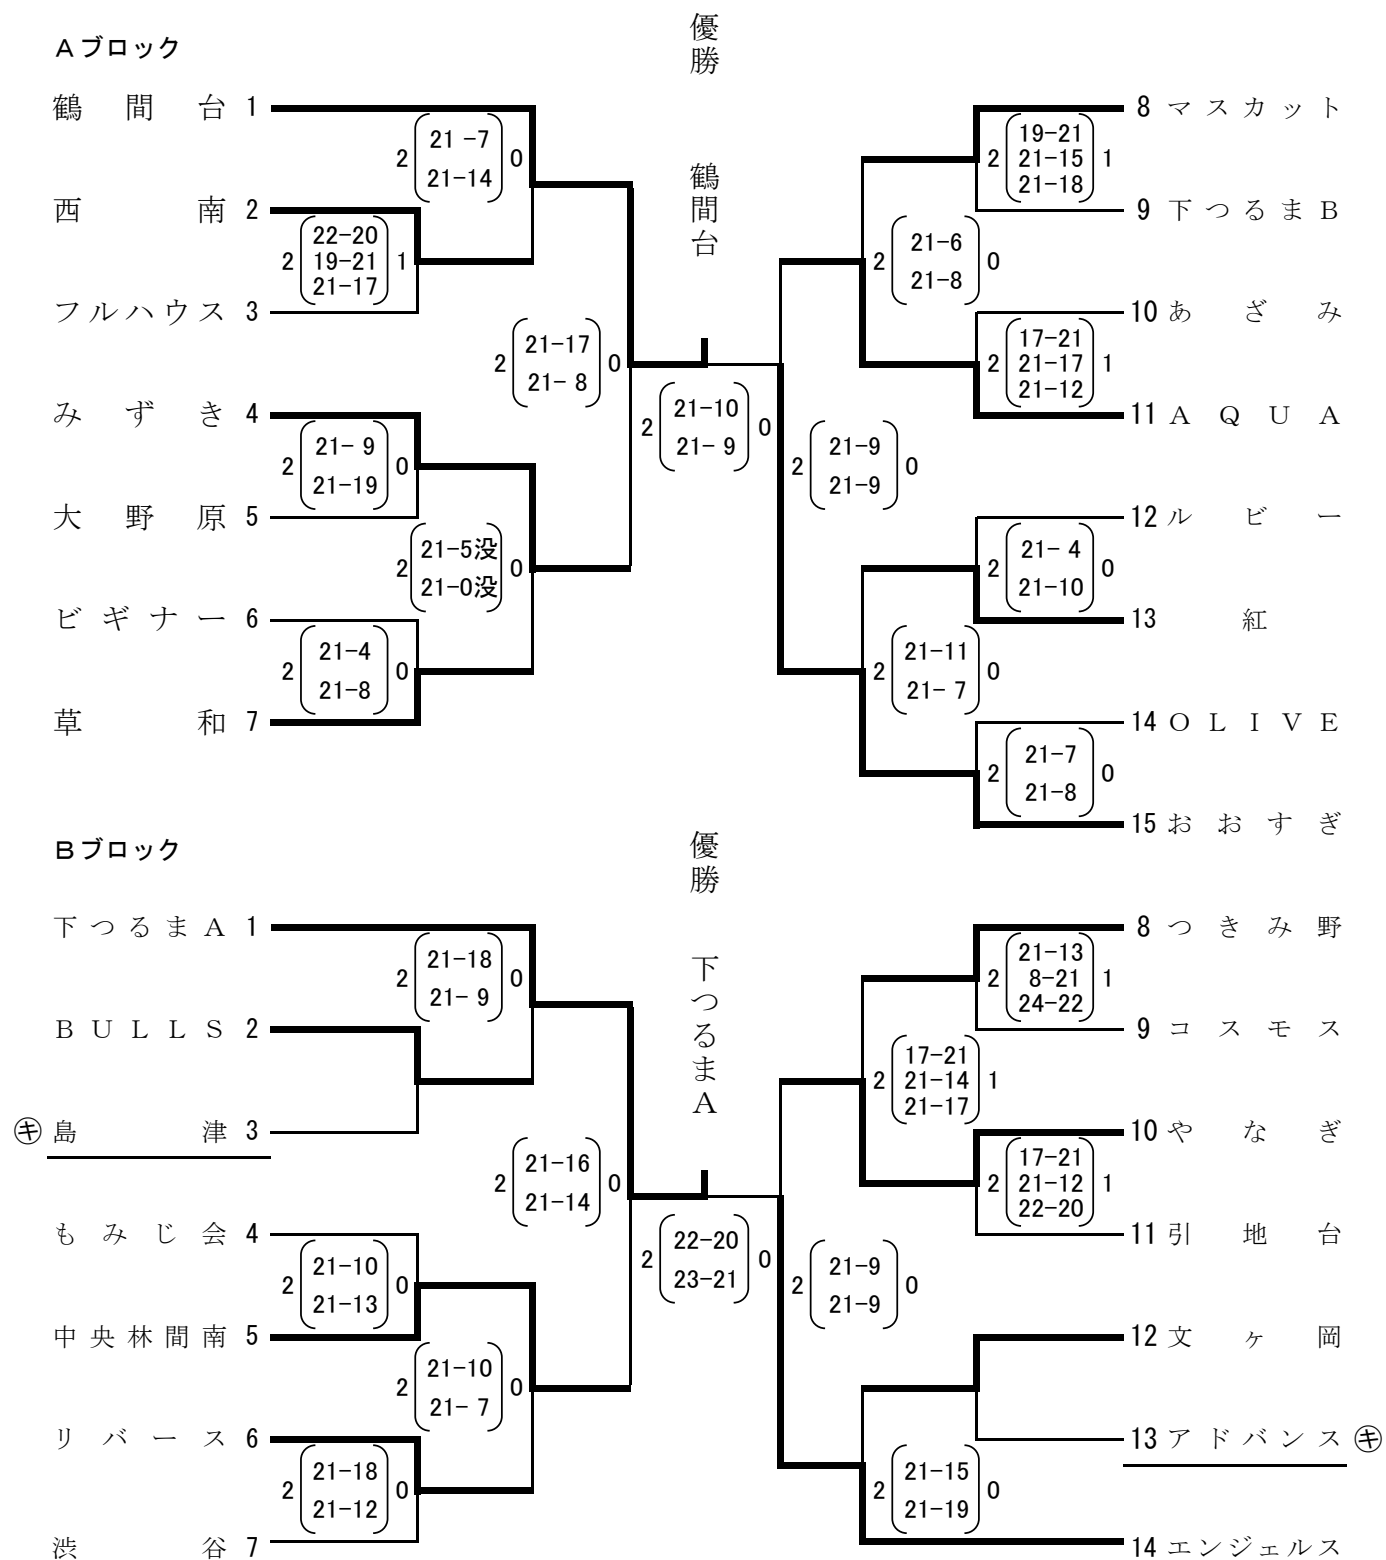 優勝
Aブロック
鶴間台 1
8 マスカット
2 21-7 0
21-14
2 19-21 1
21-15
21-18
鶴間台
西南 2
9 下つるまB
2 22-20 1
19-21
21-17
2 21-6 0
21-8
フルハウス 3
10 あざみ
2 21-17 0
21-8
2 17-21 1
21-17
21-12
みずき 4
11 AQUA
2 21-10 0
21-9
2 21-9 0
21-19
2 21-9 0
21-9
大野原 5
12 ルビー
2 21-5没 0
21-0没
2 21-4 0
21-10
ビギナー 6
13 紅
2 21-4 0
21-8
2 21-11 0
21-7
草和 7
14 OLIVE
2 21-7 0
21-8
15 おおすぎ
優勝
Bブロック
下つるまA 1
8 つきみ野
2 21-18 0
21-9
2 21-13 1
8-21
24-22
下つるまA
BULLS 2
9 コスモス
2 17-21 1
21-14
21-17
㋖ 島津 3
10 やなぎ
2 21-16 0
21-14
2 17-21 1
21-12
22-20
もみじ会 4
11 引地台
2 21-10 0
21-13
2 22-20 0
23-21
2 21-9 0
21-9
中央林間南 5
12 文ヶ岡
2 21-10 0
21-7
リバース 6
13 アドバンス ㋖
2 21-18 0
21-12
2 21-15 0
21-19
渋谷 7
14 エンジェルス